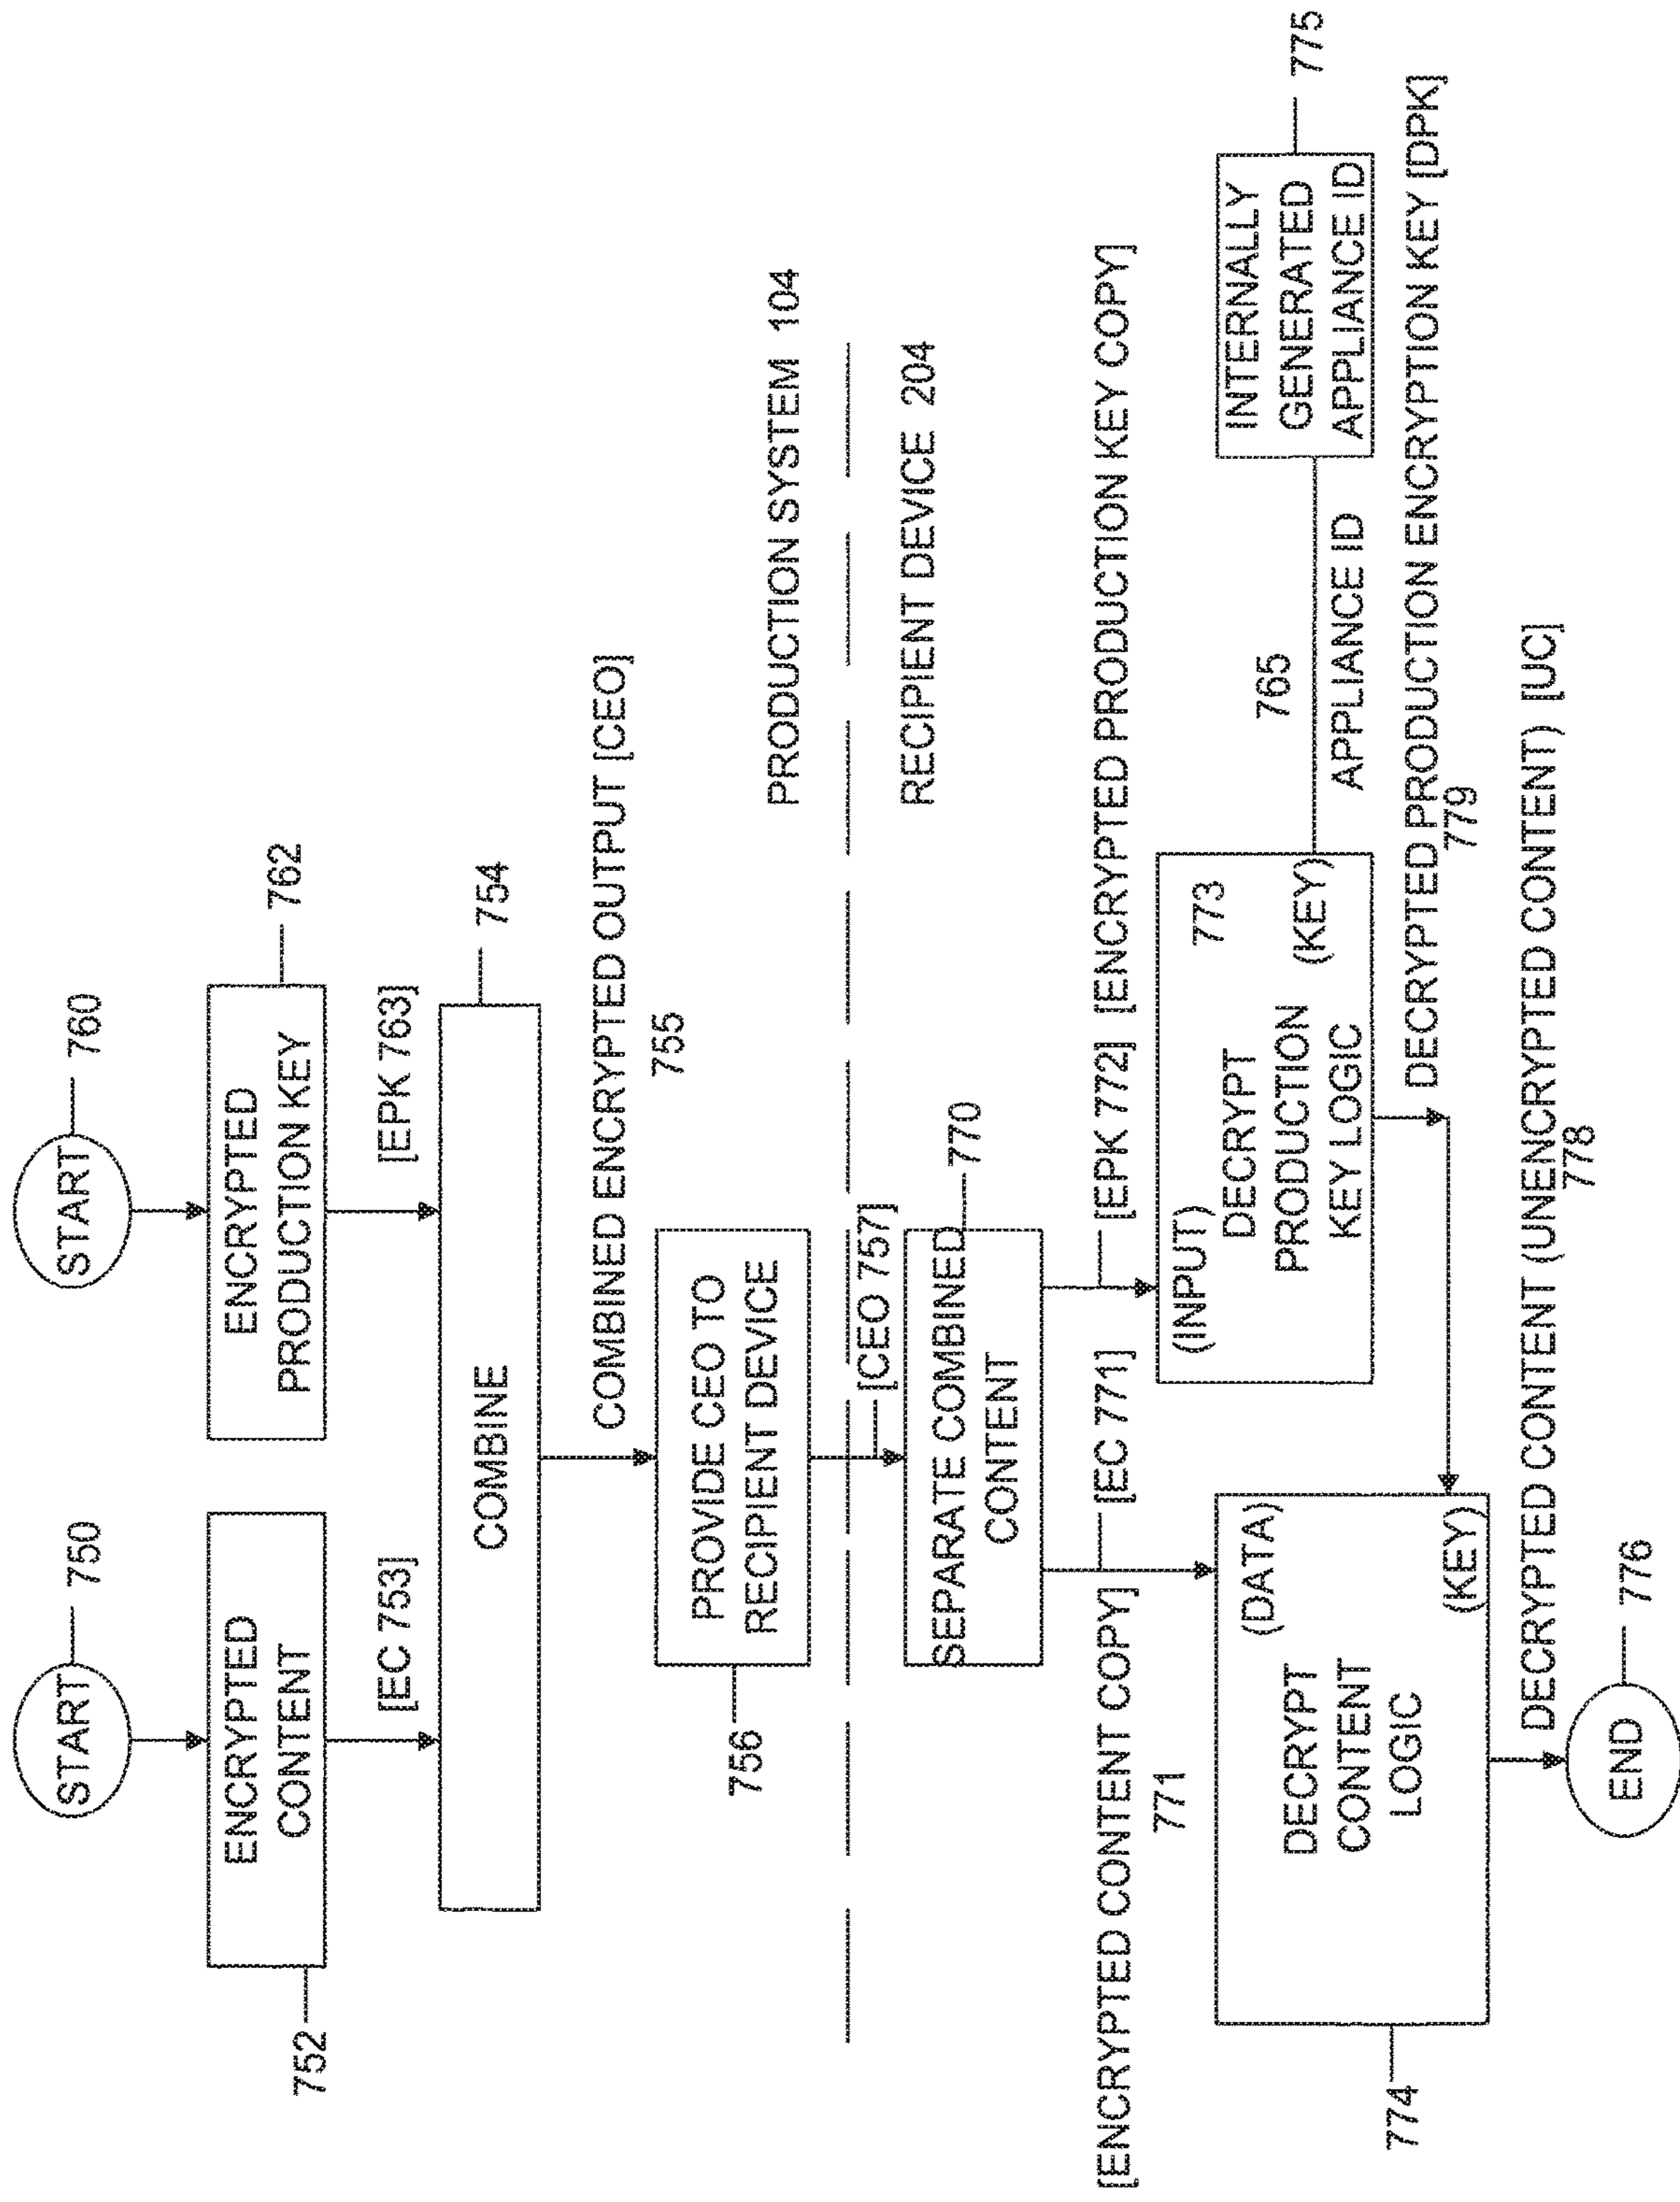 START
750
START
760
ENCRYPTED
CONTENT
752
ENCRYPTED
PRODUCTION KEY
762
[EC 753]
[EPK 763]
COMBINE
754
COMBINED ENCRYPTED OUTPUT [CEO]
755
PROVIDE CEO TO
RECIPIENT DEVICE
756
PRODUCTION SYSTEM 104
[CEO 757]
RECIPIENT DEVICE 204
SEPARATE COMBINED
CONTENT
770
[ENCRYPTED CONTENT COPY]
771
[EC 771]
[EPK 772] [ENCRYPTED PRODUCTION KEY COPY]
(INPUT)
773
DECRYPT
PRODUCTION
KEY LOGIC
(KEY)
765
APPLIANCE ID
INTERNALLY
GENERATED
APPLIANCE ID
775
(DATA)
DECRYPT
CONTENT
LOGIC
(KEY)
774
DECRYPTED PRODUCTION ENCRYPTION KEY [DPK]
779
DECRYPTED CONTENT (UNENCRYPTED CONTENT) [UC]
778
END
776